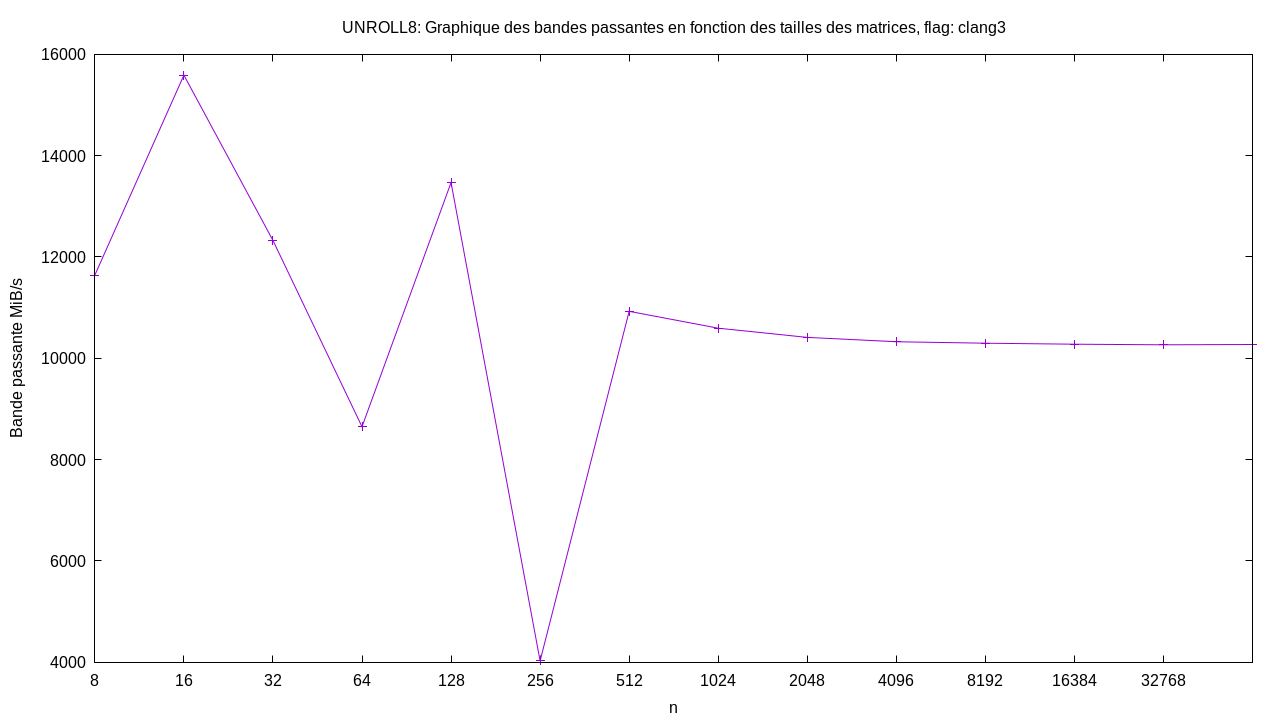 UNROLL8: Graphique des bandes passantes en fonction des tailles des matrices, flag: clang3
16000
14000
12000
10000
8000
6000
4000
Bande passante MiB/s
8 16 32 64 128 256 512 1024 2048 4096 8192 16384 32768
n